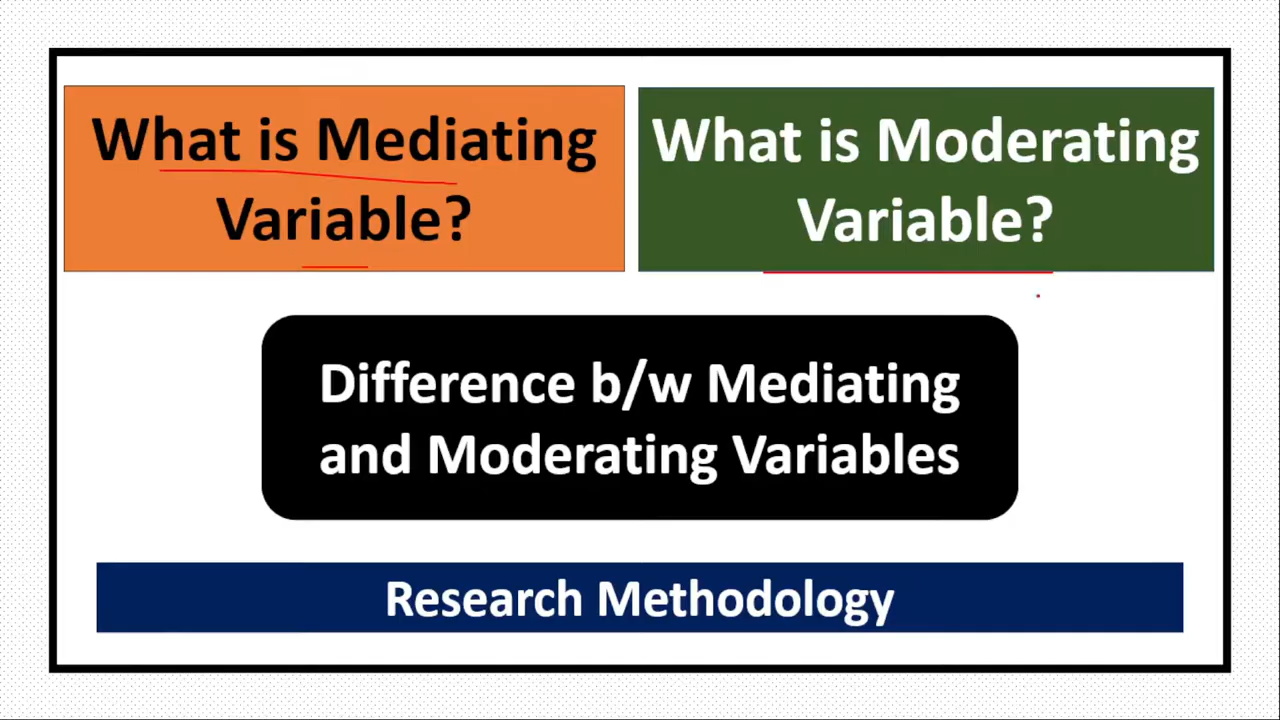 What is Mediating
Variable?
What is Moderating
Variable?
Difference b/w Mediating
and Moderating Variables
Research Methodology